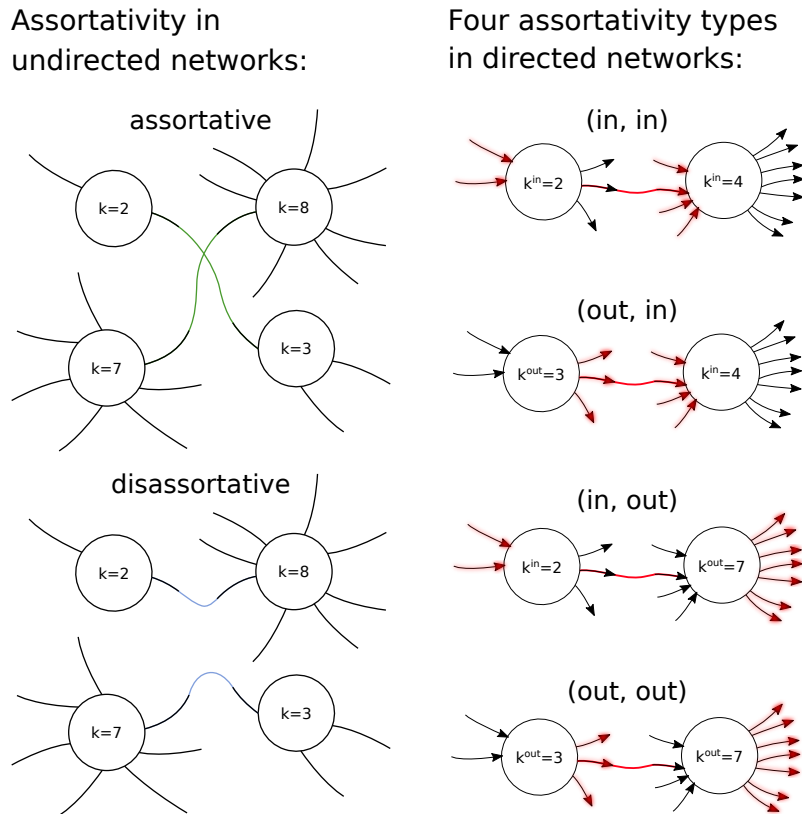 Assortativity in
undirected networks:
assortative
k=2
k=8
k=7
k=3
disassortative
k=2
k=8
k=7
k=3
Four assortativity types
in directed networks:
(in, in)
kⁱⁿ=2
kⁱⁿ=4
(out, in)
kᵒᵘᵗ=3
kⁱⁿ=4
(in, out)
kⁱⁿ=2
kᵒᵘᵗ=7
(out, out)
kᵒᵘᵗ=3
kᵒᵘᵗ=7